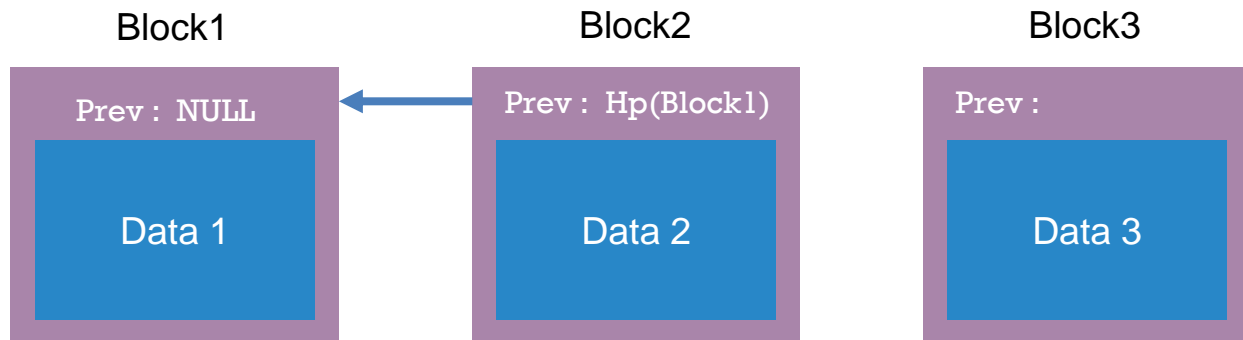 Block1
Block2
Block3
Prev : NULL
Prev : Hp(Block1)
Prev :
Data 1
Data 2
Data 3